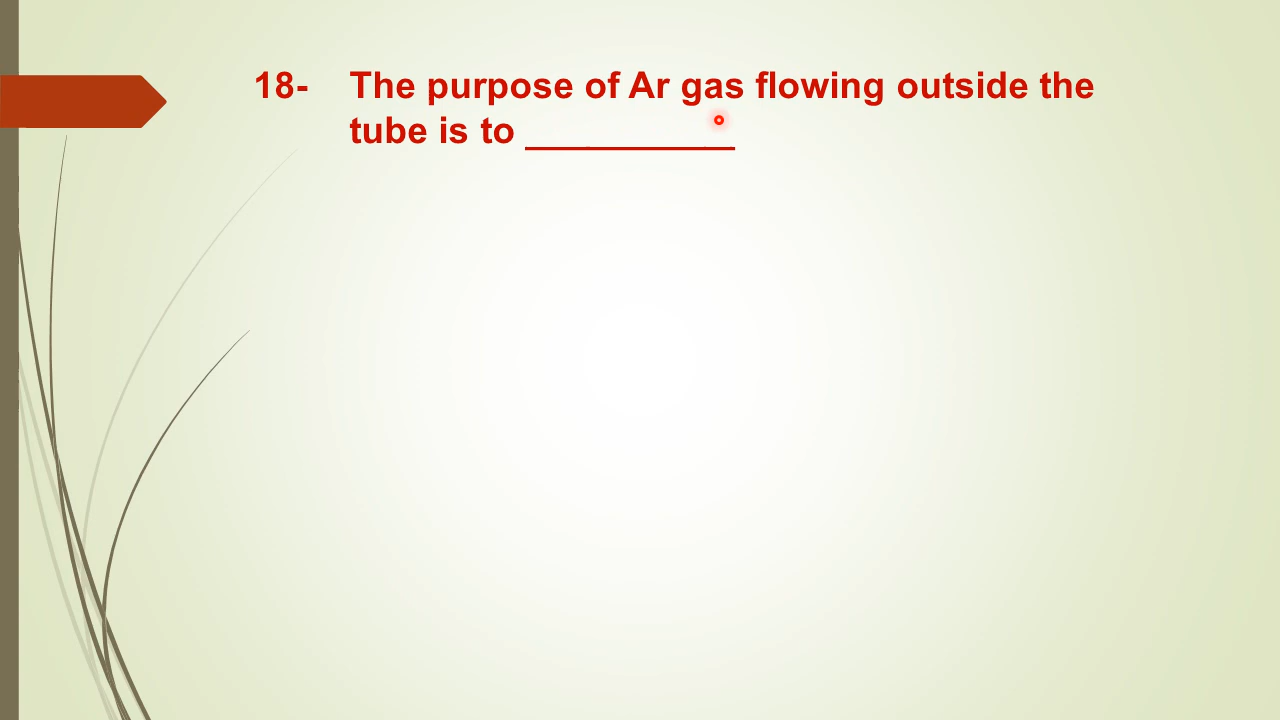 18- The purpose of Ar gas flowing outside the
tube is to __________